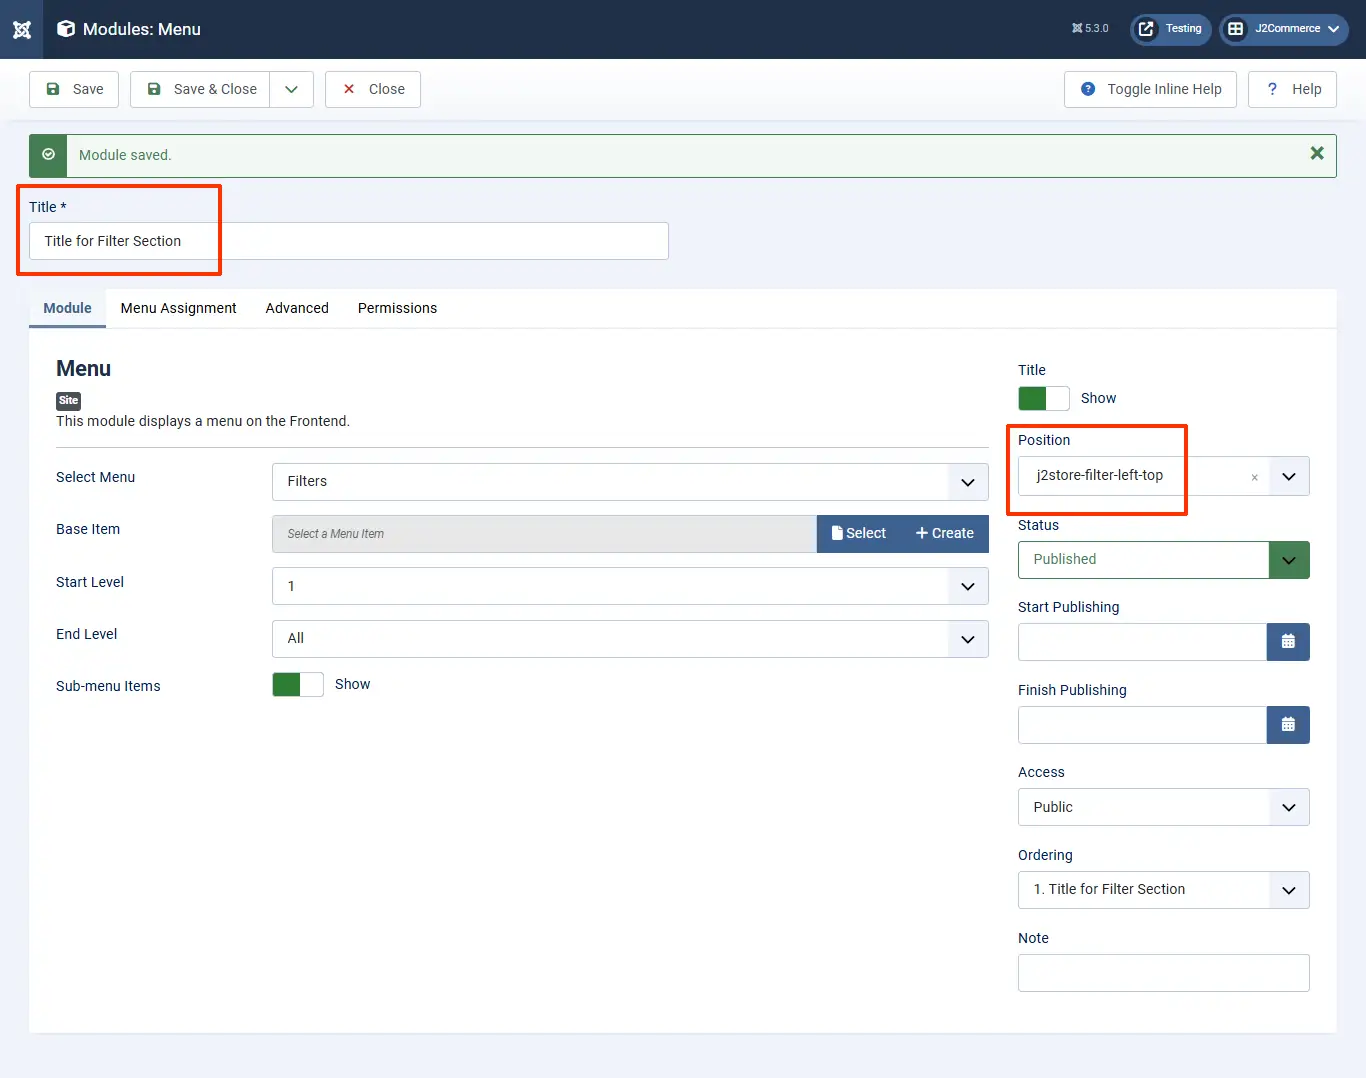 Modules: Menu
5.3.0
Testing
J2Commerce
Save
Save & Close
Close
Toggle Inline Help
Help
Module saved.
Title *
Title for Filter Section
Module
Menu Assignment
Advanced
Permissions
Menu
Site
This module displays a menu on the Frontend.
Select Menu
Filters
Base Item
Select a Menu Item
Select
Create
Start Level
1
End Level
All
Sub-menu Items
Show
Title
Show
Position
j2store-filter-left-top
Status
Published
Start Publishing
Finish Publishing
Access
Public
Ordering
1. Title for Filter Section
Note